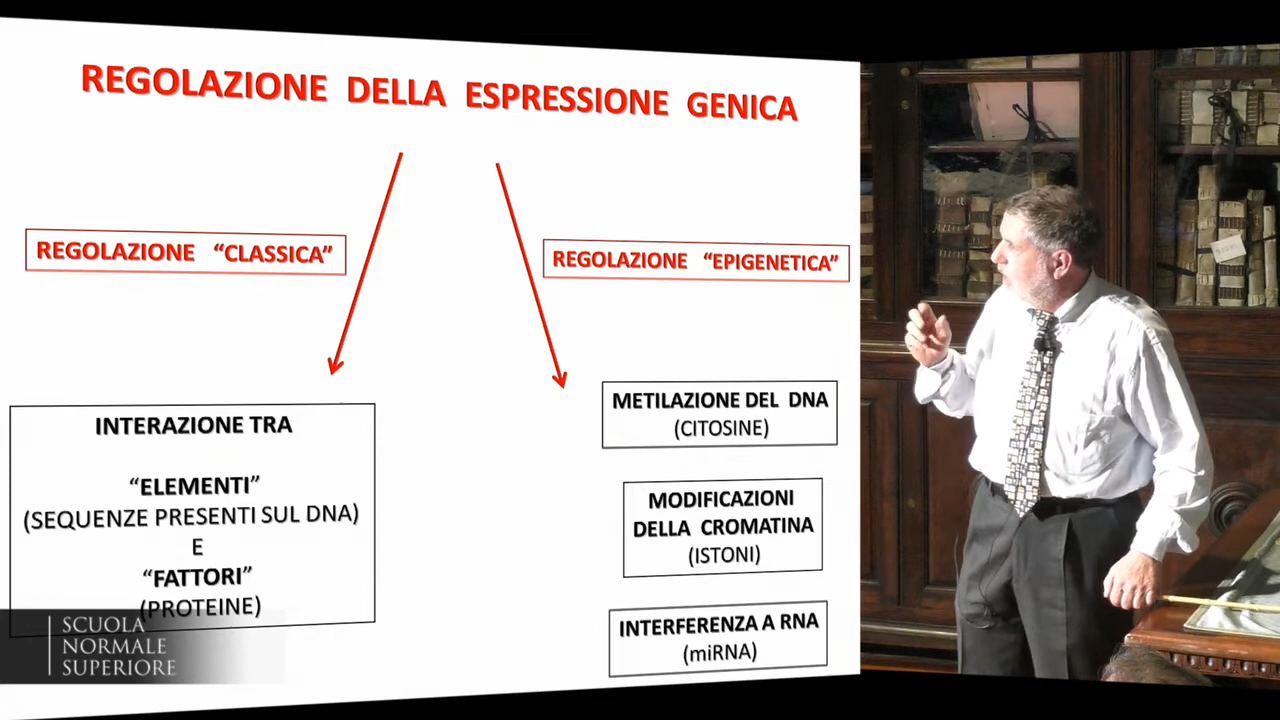 REGOLAZIONE DELLA ESPRESSIONE GENICA
REGOLAZIONE “CLASSICA”
REGOLAZIONE “EPIGENETICA”
INTERAZIONE TRA
“ELEMENTI”
(SEQUENZE PRESENTI SUL DNA)
E
“FATTORI”
(PROTEINE)
METILAZIONE DEL DNA
(CITOSINE)
MODIFICAZIONI
DELLA CROMATINA
(ISTONI)
INTERFERENZA A RNA
(miRNA)
SCUOLA
NORMALE
SUPERIORE